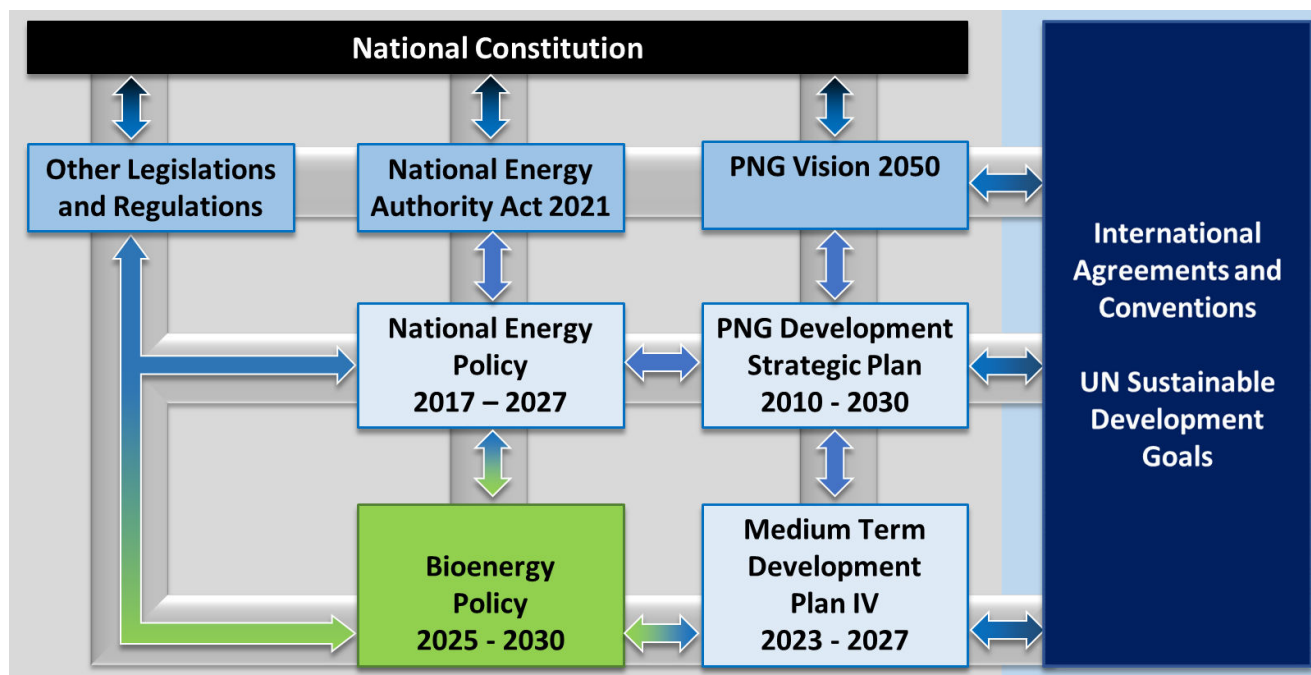 National Constitution
Other Legislations
and Regulations
National Energy
Authority Act 2021
PNG Vision 2050
National Energy
Policy
2017 – 2027
PNG Development
Strategic Plan
2010 - 2030
Bioenergy
Policy
2025 - 2030
Medium Term
Development
Plan IV
2023 - 2027
International
Agreements and
Conventions
UN Sustainable
Development
Goals